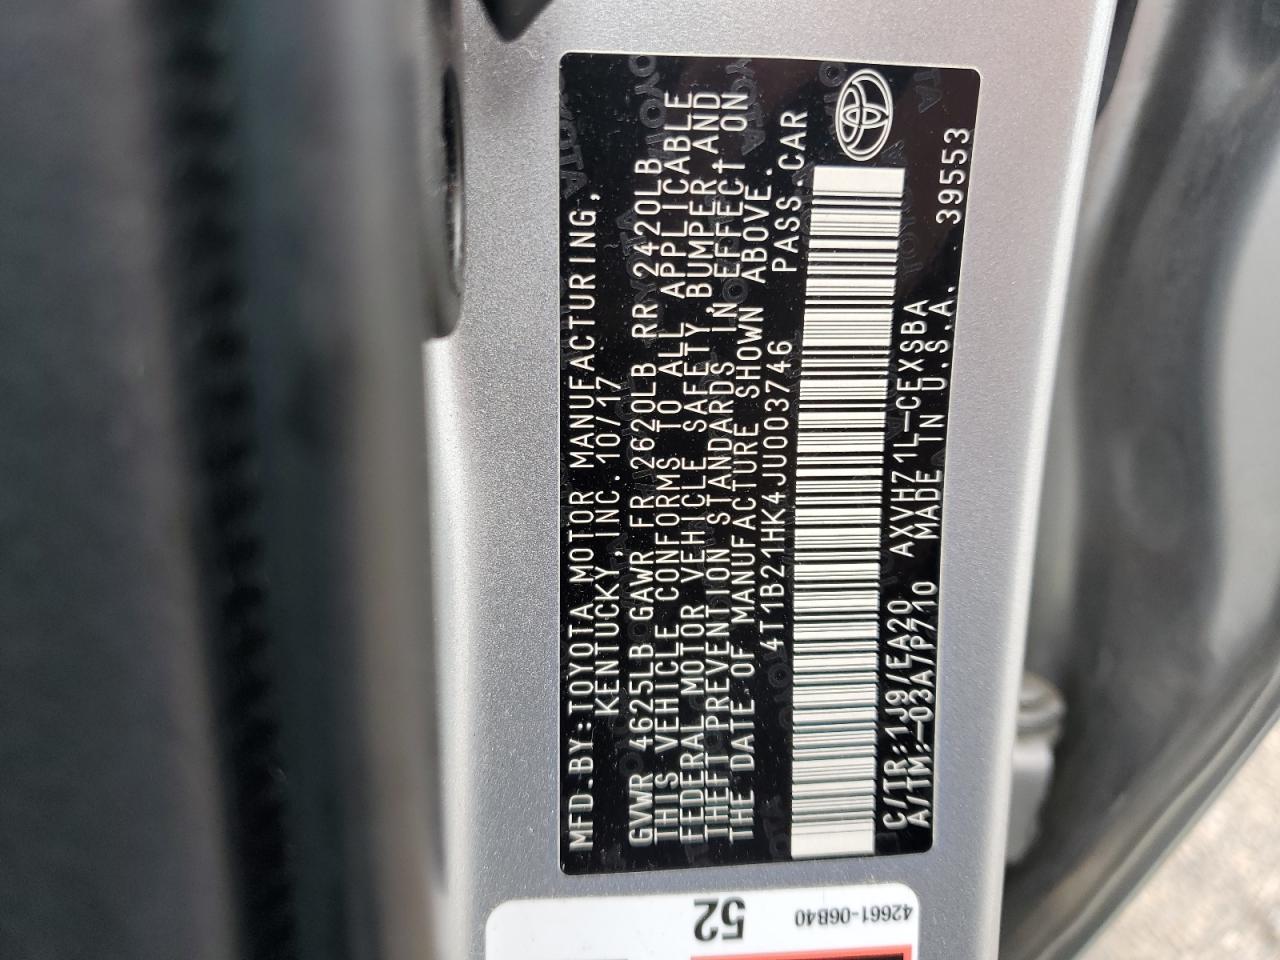 MFD.BY:TOYOTA MOTOR MANUFACTURING,
KENTUCKY,INC. 10/17
GVWR 4625LB GAWR FR 2620LB RR 2420LB
THIS VEHICLE CONFORMS TO ALL APPLICABLE
FEDERAL MOTOR VEHICLE SAFETY, BUMPER, AND
THEFT PREVENTION STANDARDS IN EFFECT ON
THE DATE OF MANUFACTURE SHOWN ABOVE.
4T1B21HK4JU003746 PASS.CAR
C/TR:1J9/EA20 AXVH71L-CEXSBA
A/TM:-03A/P710 MADE IN U.S.A. 39553
52
42661-06B40